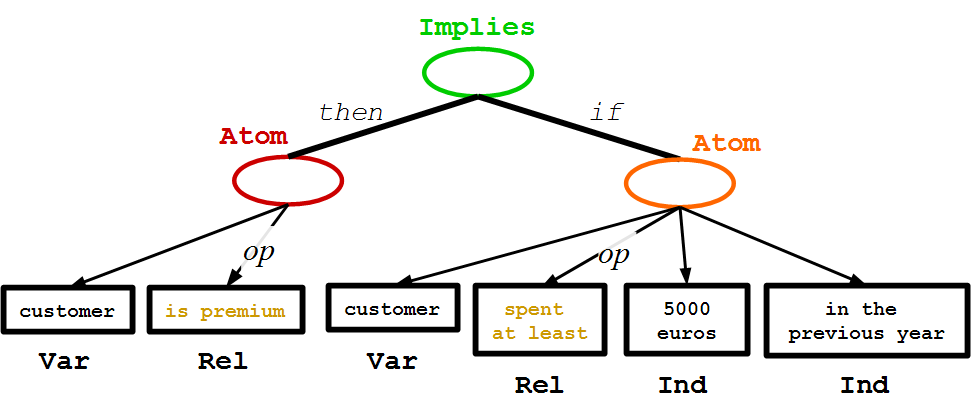 Implies
then
if
Atom
Atom
op
op
customer
is premium
customer
spent
at least
5000
euros
in the
previous year
Var
Rel
Var
Rel
Ind
Ind